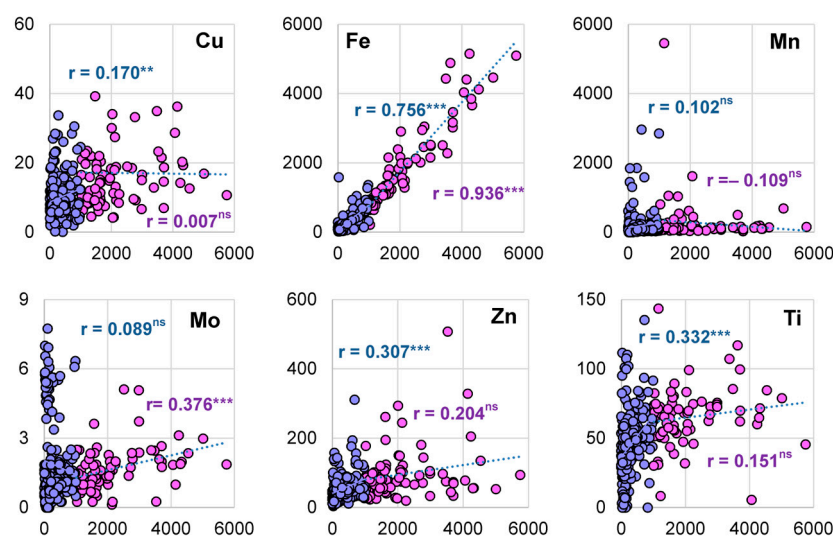 60
40
20
0
0 2000 4000 6000
Cu
r = 0.170**
r = 0.007ns
6000
4000
2000
0
0 2000 4000 6000
Fe
r = 0.756***
r = 0.936***
6000
4000
2000
0
0 2000 4000 6000
Mn
r = 0.102ns
r =– 0.109ns
9
6
3
0
0 2000 4000 6000
Mo
r = 0.089ns
r= 0.376***
600
400
200
0
0 2000 4000 6000
Zn
r = 0.307***
r = 0.204ns
150
100
50
0
0 2000 4000 6000
Ti
r = 0.332***
r = 0.151ns